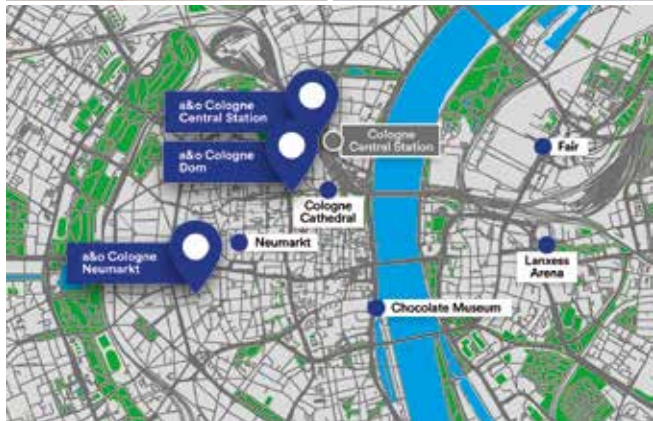 a&o Cologne
Central Station
a&o Cologne
Dom
Cologne
Central Station
Fair
Cologne
Cathedral
a&o Cologne
Neumarkt
Neumarkt
Lanxess
Arena
Chocolate Museum